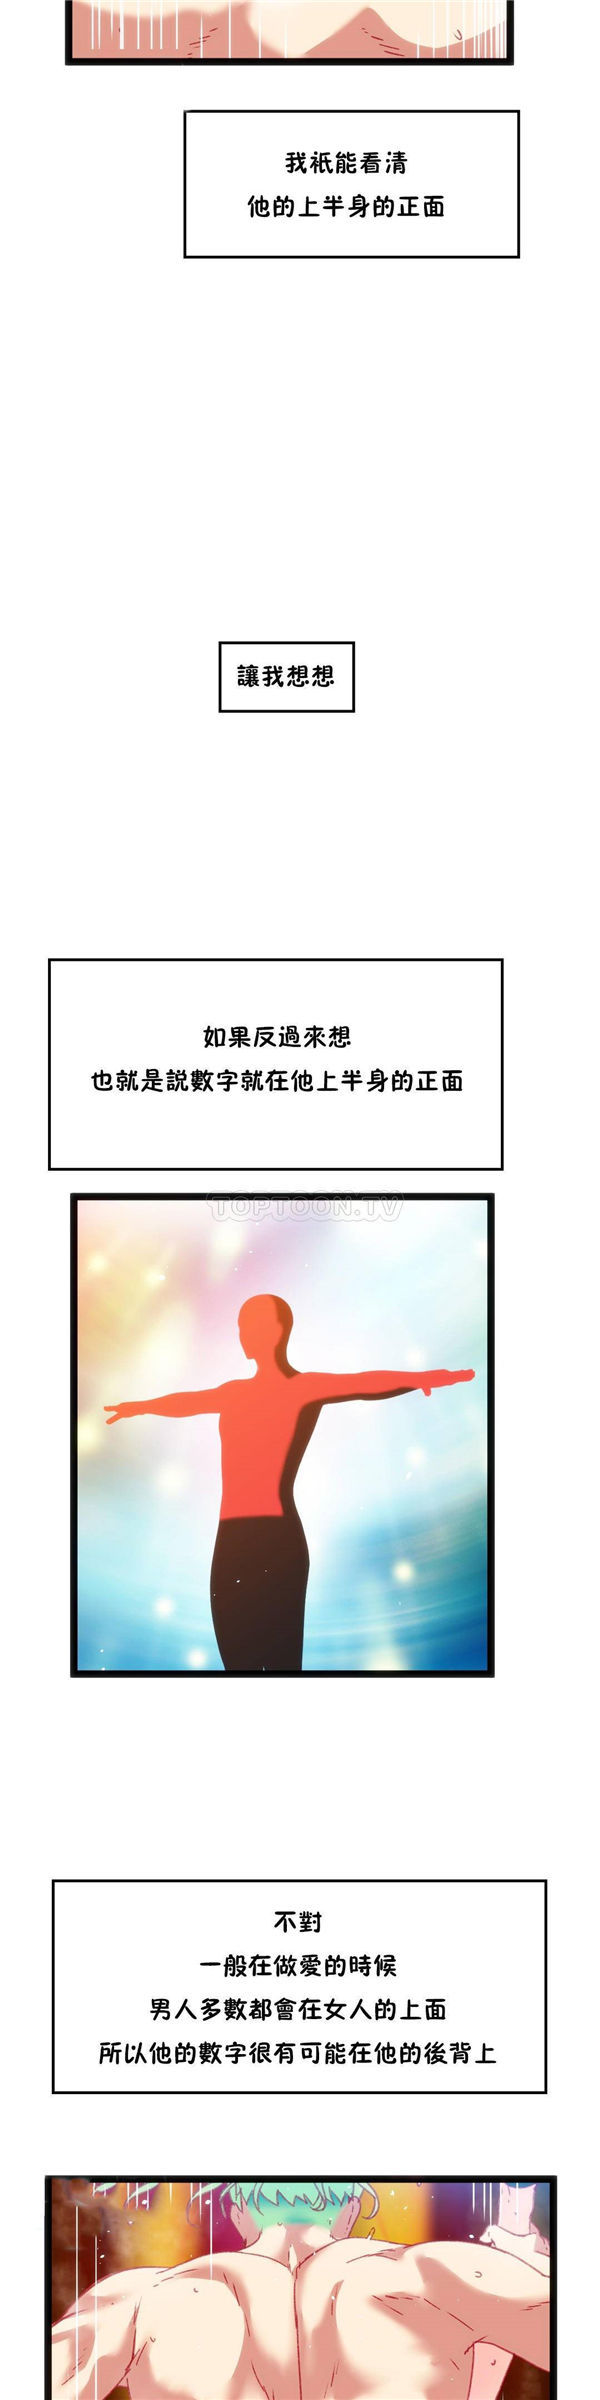 我祇能看清
他的上半身的正面
讓我想想
如果反過來想
也就是説數字就在他上半身的正面
TOPTOON.TV
不對
一般在做愛的時候
男人多數都會在女人的上面
所以他的數字很有可能在他的後背上